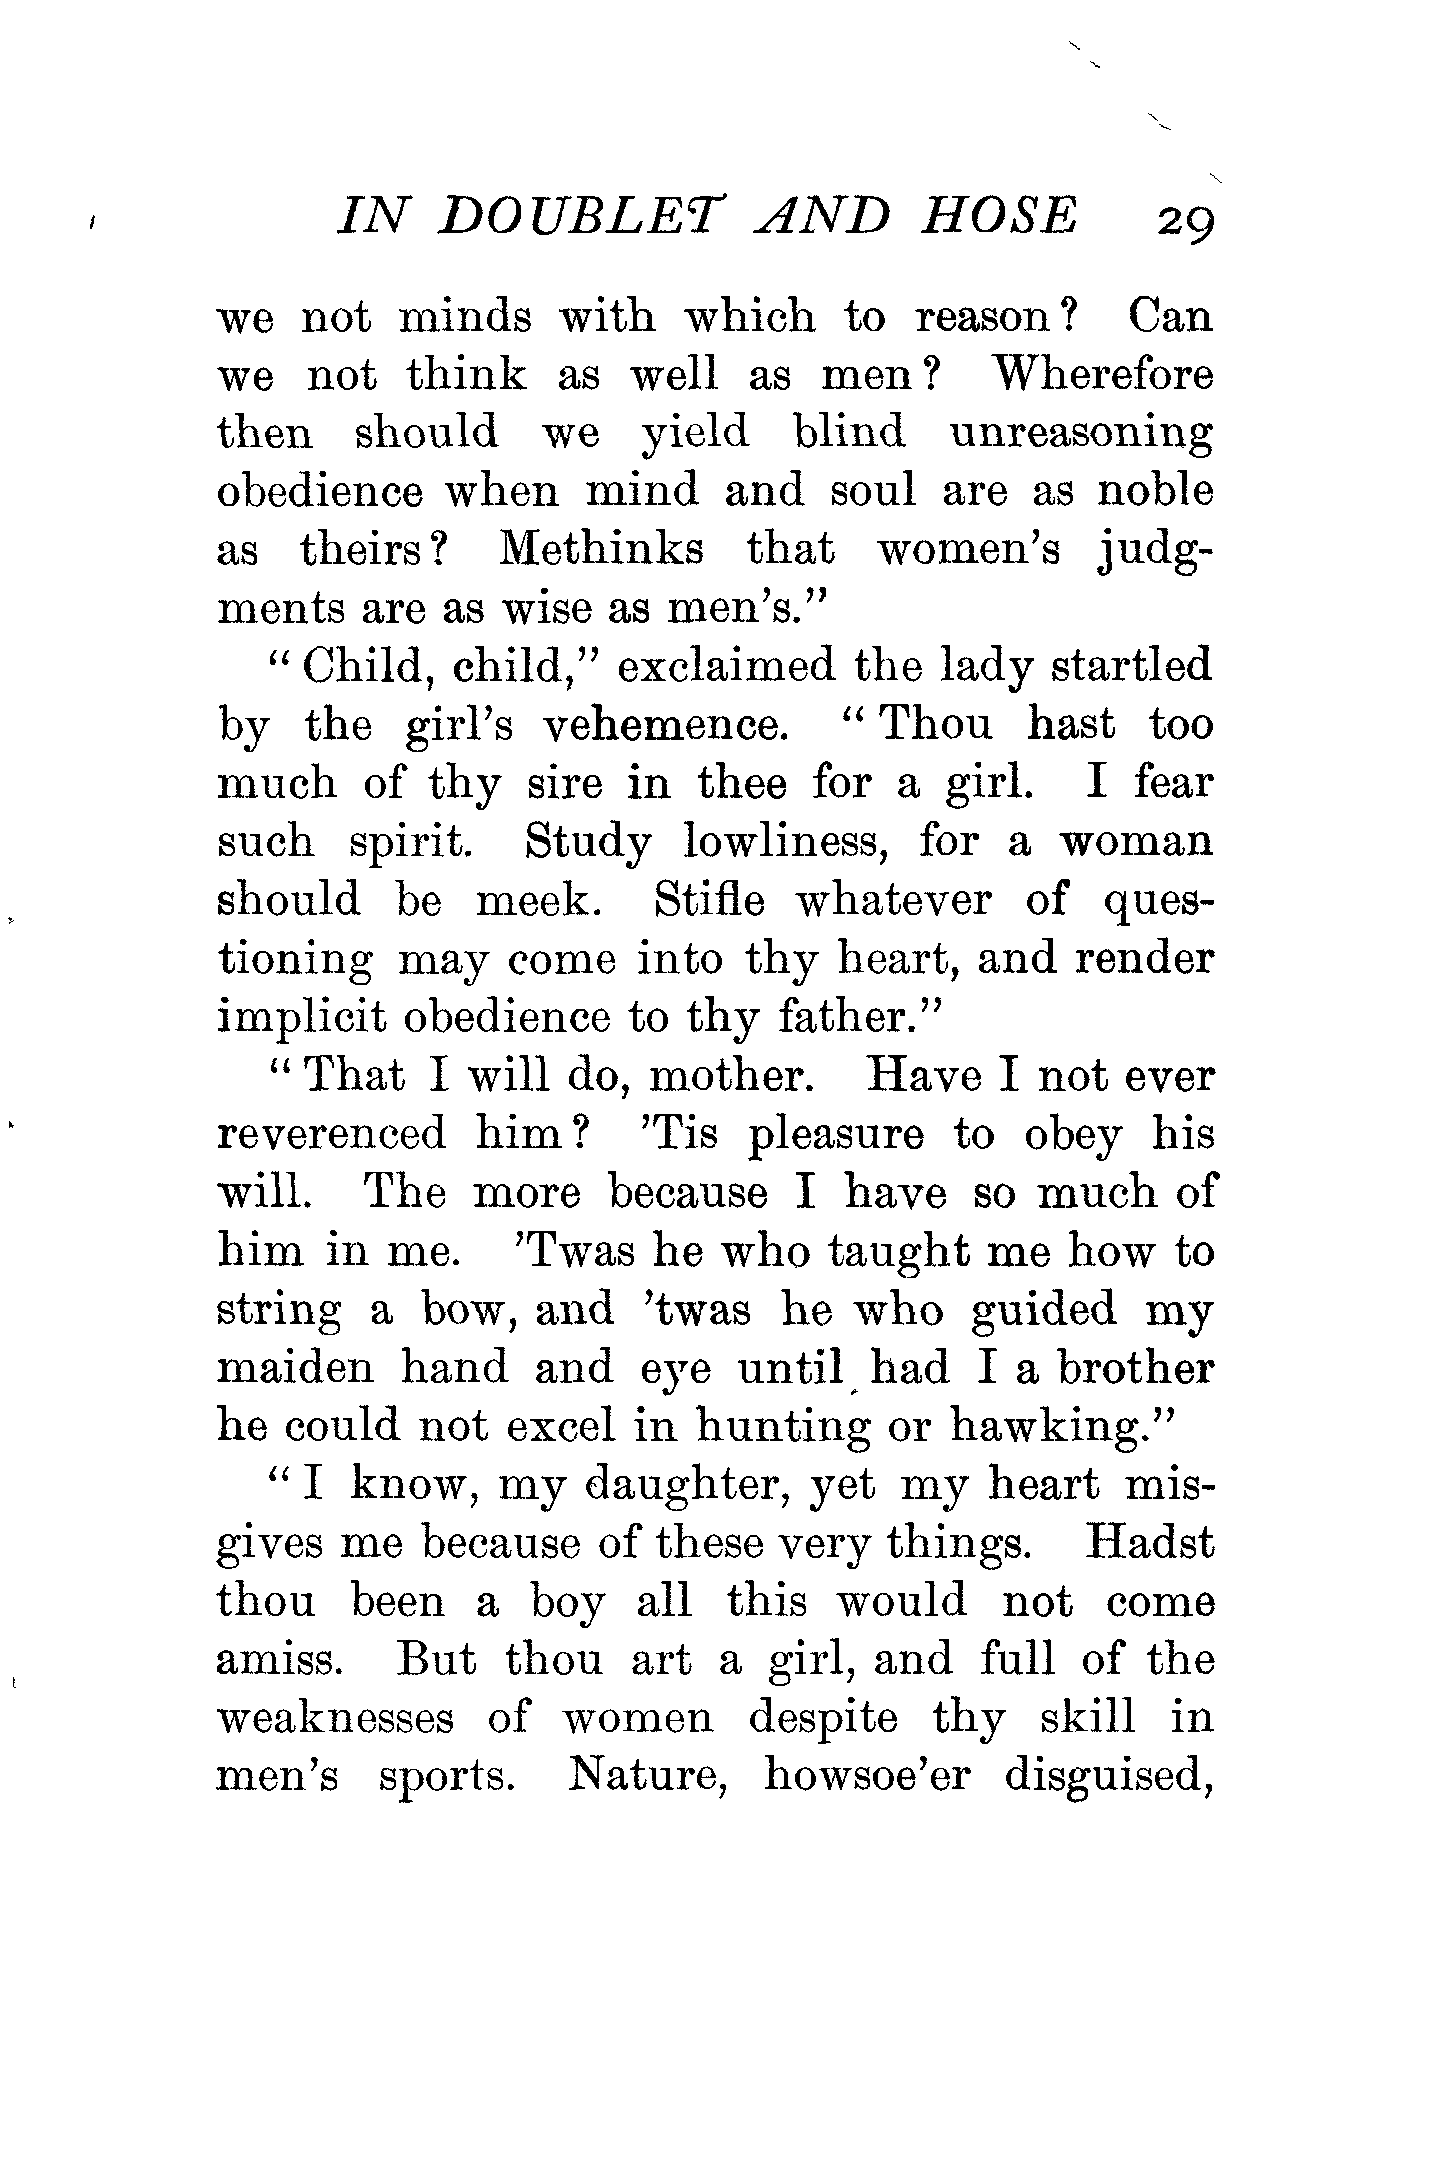 IN DOUBLET AND HOSE 29
we not minds with which to reason? Can
we not think as well as men? Wherefore
then should we yield blind unreasoning
obedience when mind and soul are as noble
as theirs? Methinks that women's judg-
ments are as wise as men's."
"Child, child," exclaimed the lady startled
by the girl's vehemence. "Thou hast too
much of thy sire in thee for a girl. I fear
such spirit. Study lowliness, for a woman
should be meek. Stifle whatever of ques-
tioning may come into thy heart, and render
implicit obedience to thy father."
"That I will do, mother. Have I not ever
reverenced him? 'Tis pleasure to obey his
will. The more because I have so much of
him in me. 'Twas he who taught me how to
string a bow, and 'twas he who guided my
maiden hand and eye until had I a brother
he could not excel in hunting or hawking."
"I know, my daughter, yet my heart mis-
gives me because of these very things. Hadst
thou been a boy all this would not come
amiss. But thou art a girl, and full of the
weaknesses of women despite thy skill in
men's sports. Nature, howsoe'er disguised,